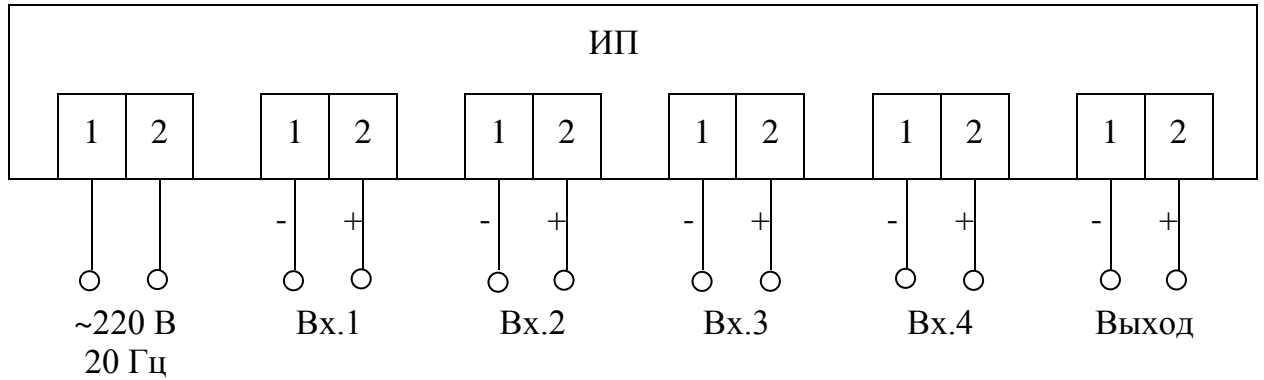 ИП
1 2 1 2 1 2 1 2 1 2 1 2
- + - + - + - + - +
~220 В Вх.1 Вх.2 Вх.3 Вх.4 Выход
20 Гц